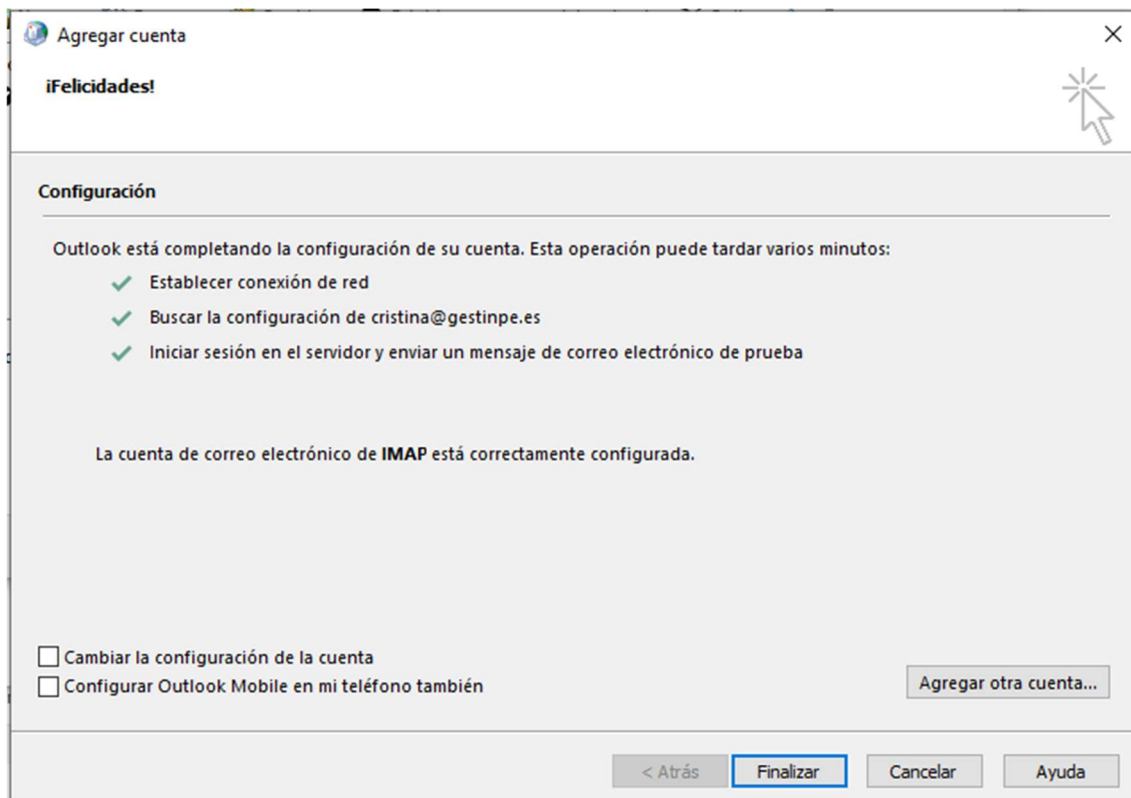 Agregar cuenta
¡Felicidades!
Configuración
Outlook está completando la configuración de su cuenta. Esta operación puede tardar varios minutos:
Establecer conexión de red
Buscar la configuración de cristina@gestinpe.es
Iniciar sesión en el servidor y enviar un mensaje de correo electrónico de prueba
La cuenta de correo electrónico de IMAP está correctamente configurada.
Cambiar la configuración de la cuenta
Configurar Outlook Mobile en mi teléfono también
Agregar otra cuenta...
< Atrás Finalizar Cancelar Ayuda